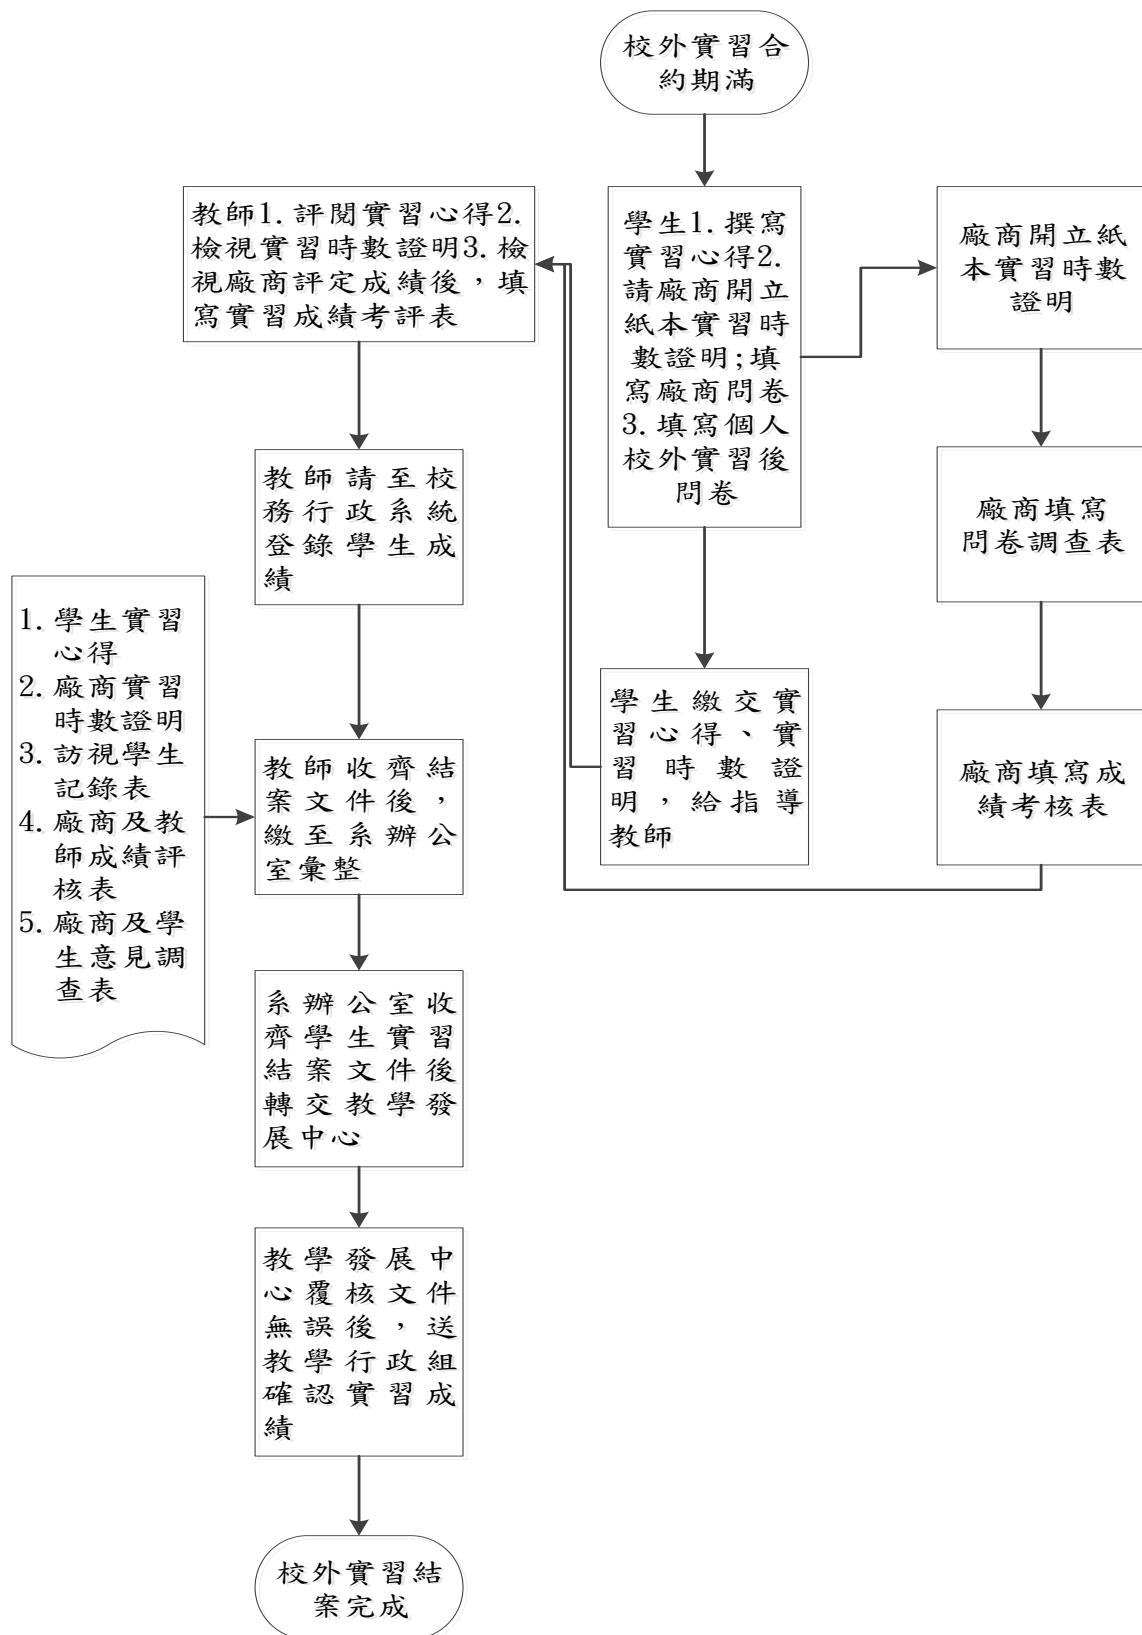 校外實習合
約期滿
教師1. 評閱實習心得2.
檢視實習時數證明3. 檢
視廠商評定成績後，填
寫實習成績考評表
學生1. 撰寫
實習心得2.
請廠商開立
紙本實習時
數證明;填
寫廠商問卷
3. 填寫個人
校外實習後
問卷
廠商開立紙
本實習時數
證明
教師請至校
務行政系統
登錄學生成
績
廠商填寫
問卷調查表
1. 學生實習
心得
2. 廠商實習
時數證明
3. 訪視學生
記錄表
4. 廠商及教
師成績評
核表
5. 廠商及學
生意見調
查表
學生繳交實
習心得、實
習時數證
明，給指導
教師
廠商填寫成
績考核表
教師收齊結
案文件後，
繳至系辦公
室彙整
系辦公室收
齊學生實習
結案文件後
轉交教學發
展中心
教學發展中
心覆核文件
無誤後，送
教學行政組
確認實習成
績
校外實習結
案完成